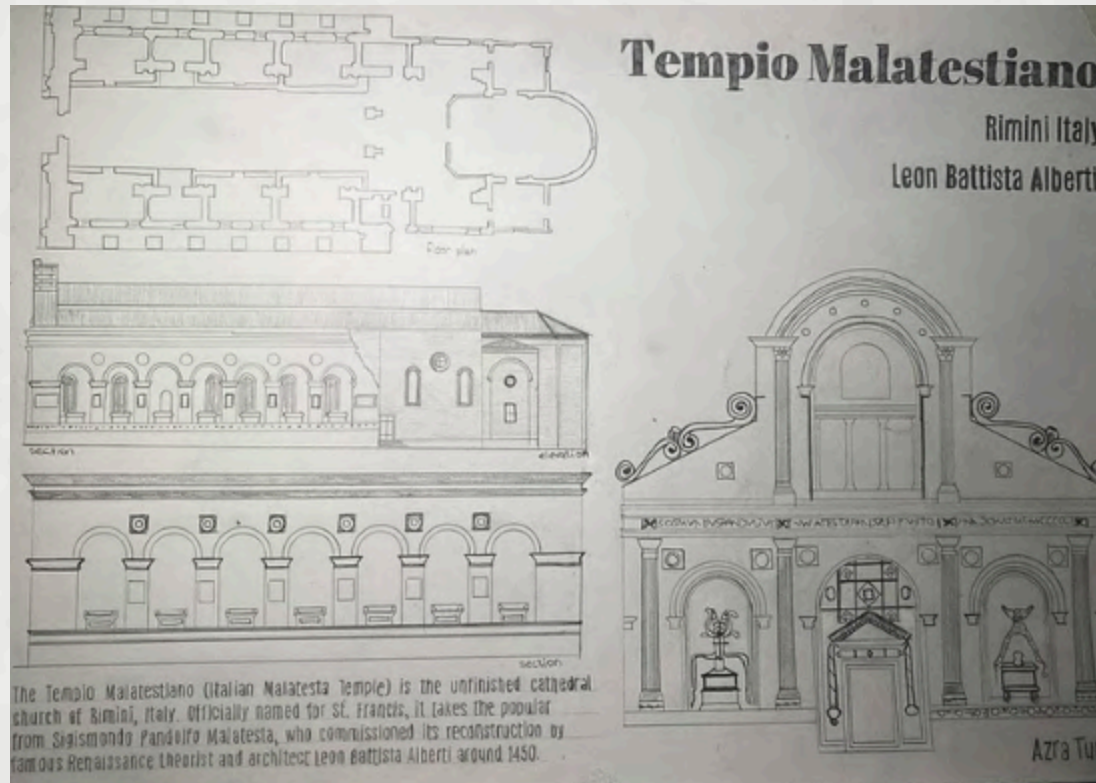 Tempio Malatestiano
Rimini Italy
Leon Battista Alberti
floor plan
section
elevation
section
The Tempio Malatestiano (Italian Malatesta Temple) is the unfinished cathedral
church of Rimini, Italy. Officially named for St. Francis, it takes the popular
from Sigismondo Pandolfo Malatesta, who commissioned its reconstruction by
famous Renaissance theorist and architect Leon Battista Alberti around 1450.
Azra